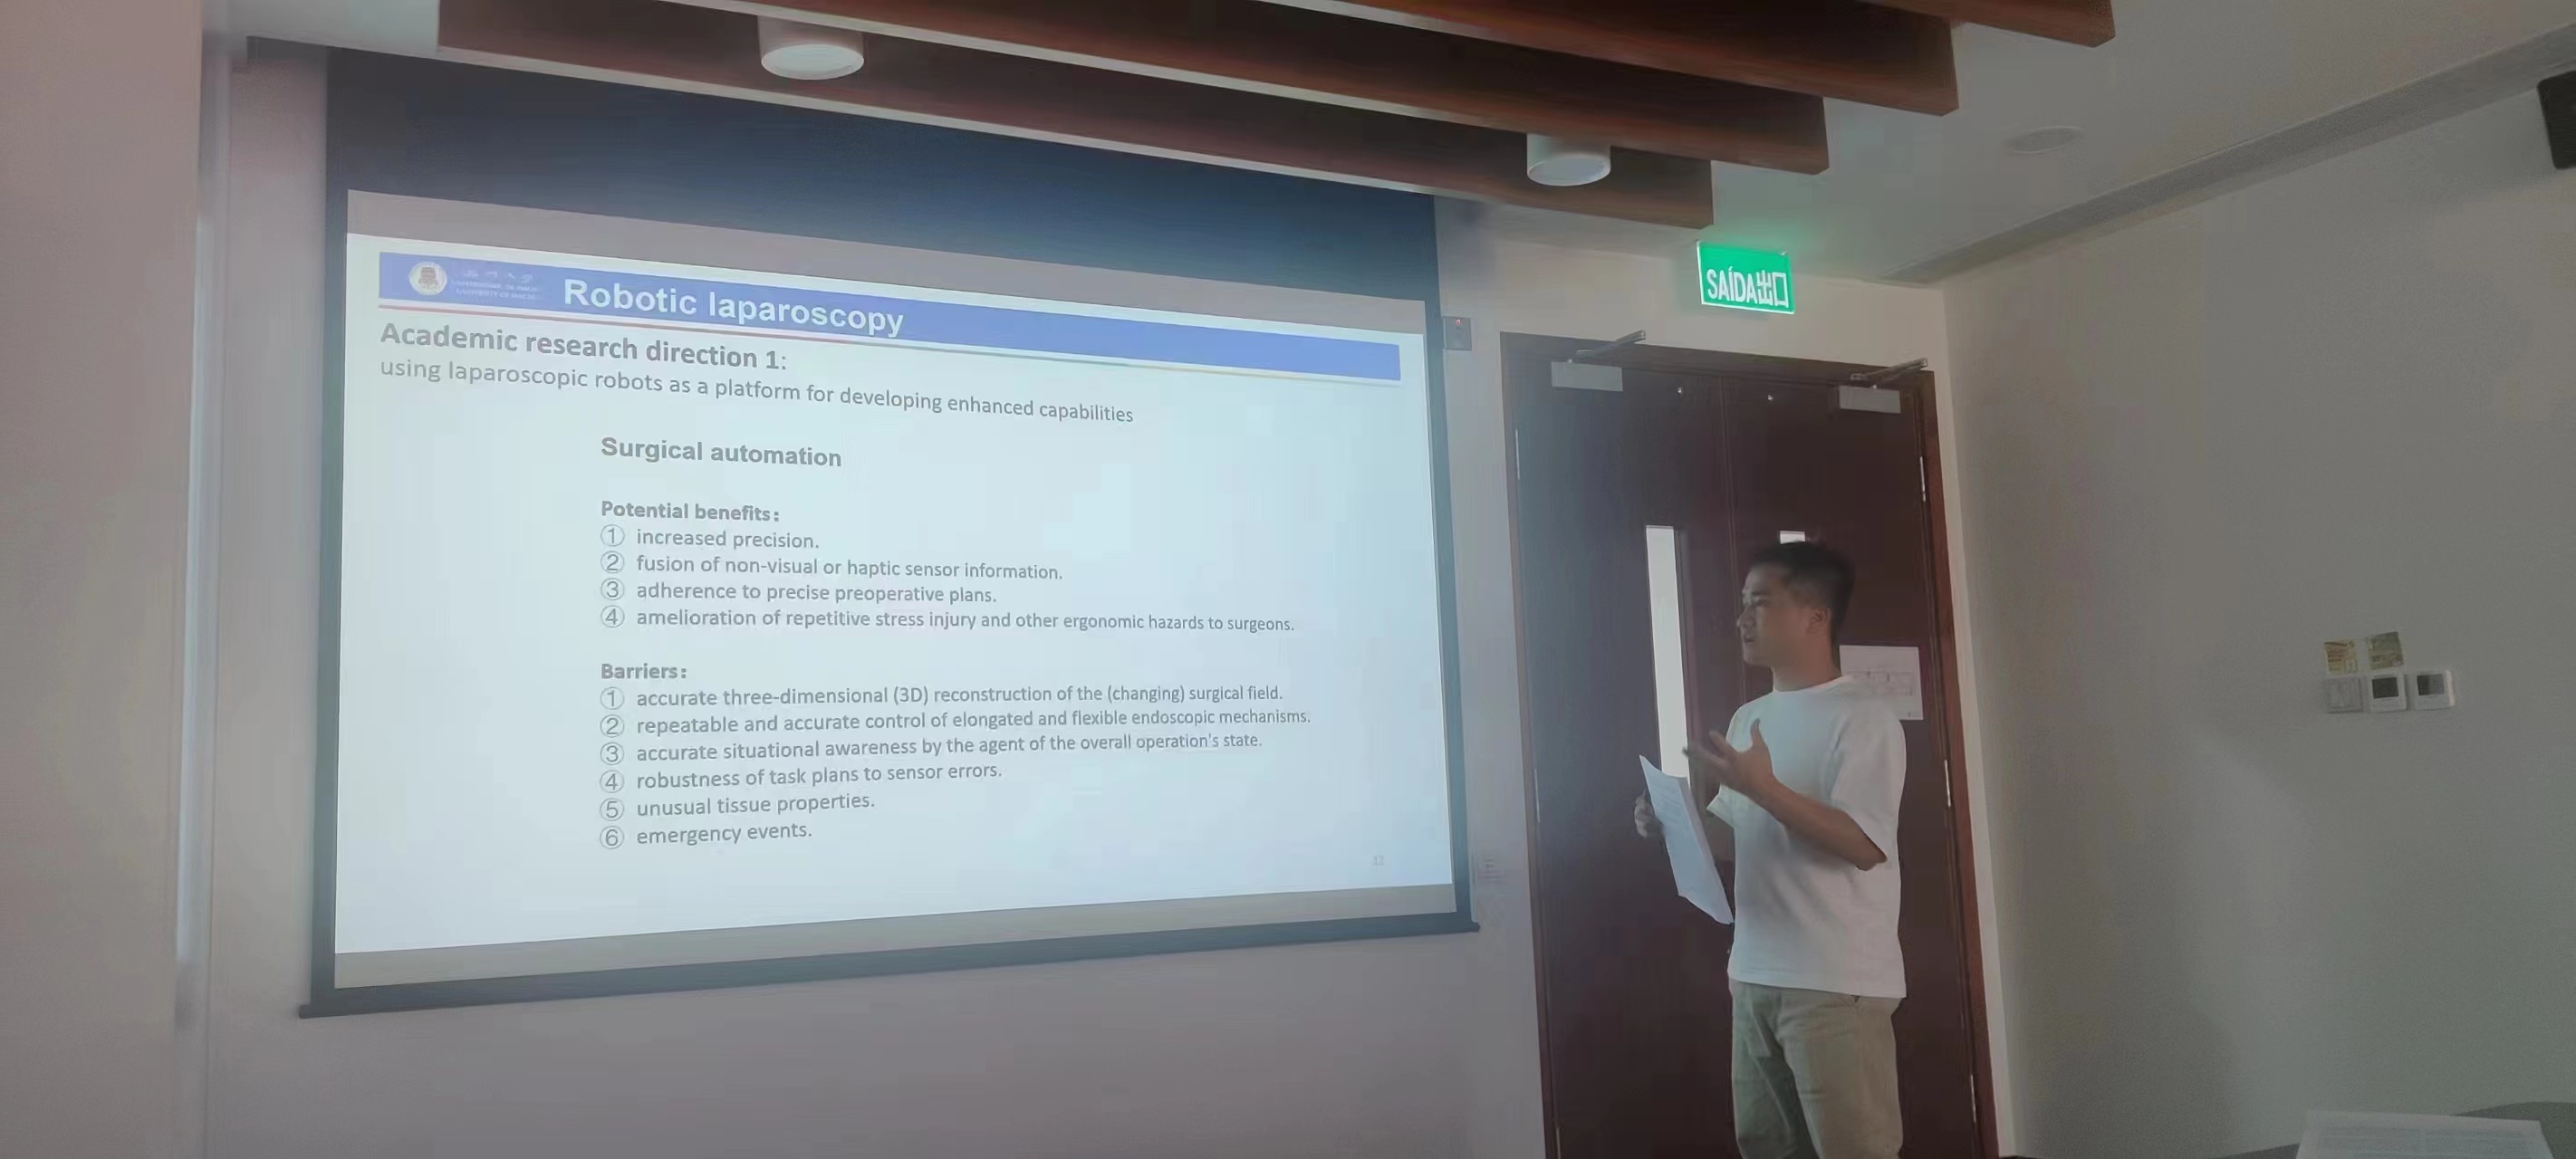 Robotic laparoscopy
UNIVERSITY OF MACAU
Academic research direction 1:
using laparoscopic robots as a platform for developing enhanced capabilities
Surgical automation
Potential benefits:
① increased precision.
② fusion of non-visual or haptic sensor information.
③ adherence to precise preoperative plans.
④ amelioration of repetitive stress injury and other ergonomic hazards to surgeons.
Barriers:
① accurate three-dimensional (3D) reconstruction of the (changing) surgical field.
② repeatable and accurate control of elongated and flexible endoscopic mechanisms.
③ accurate situational awareness by the agent of the overall operation's state.
④ robustness of task plans to sensor errors.
⑤ unusual tissue properties.
⑥ emergency events.
SAÍDA出口